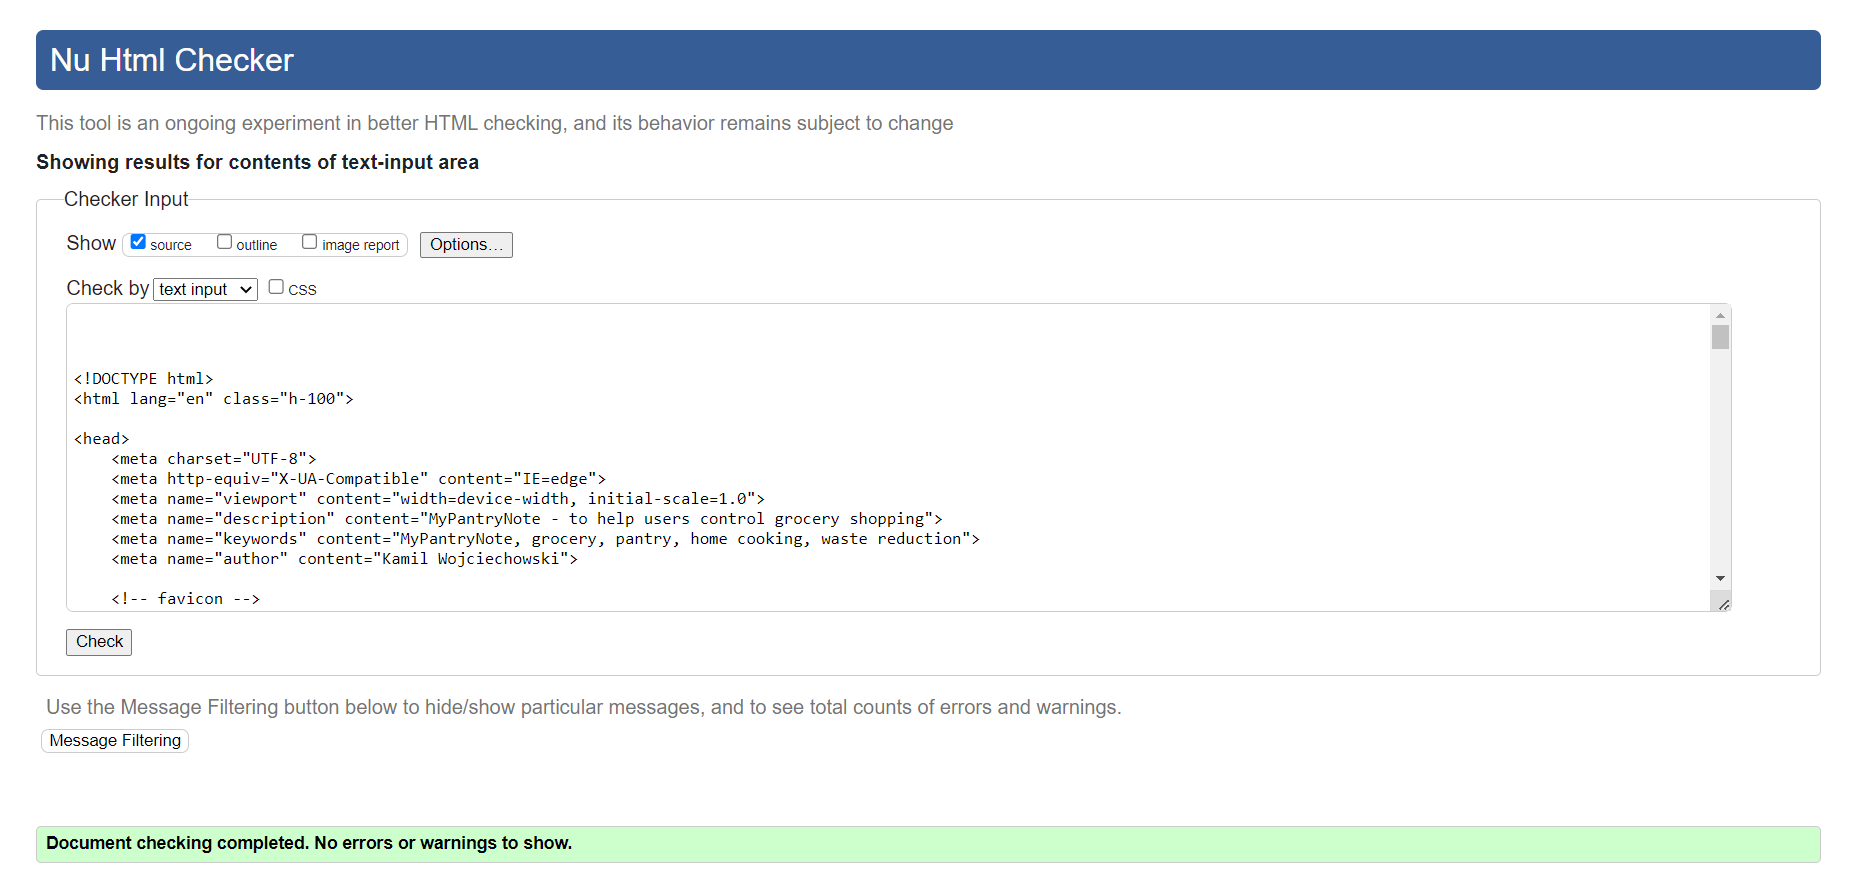 Nu Html Checker
This tool is an ongoing experiment in better HTML checking, and its behavior remains subject to change
Showing results for contents of text-input area
Checker Input
Show source outline image report Options...
Check by text input CSS
<!DOCTYPE html>
<html lang="en" class="h-100">
<head>
    <meta charset="UTF-8">
    <meta http-equiv="X-UA-Compatible" content="IE=edge">
    <meta name="viewport" content="width=device-width, initial-scale=1.0">
    <meta name="description" content="MyPantryNote - to help users control grocery shopping">
    <meta name="keywords" content="MyPantryNote, grocery, pantry, home cooking, waste reduction">
    <meta name="author" content="Kamil Wojciechowski">
    <!-- favicon -->
Check
Use the Message Filtering button below to hide/show particular messages, and to see total counts of errors and warnings.
Message Filtering
Document checking completed. No errors or warnings to show.